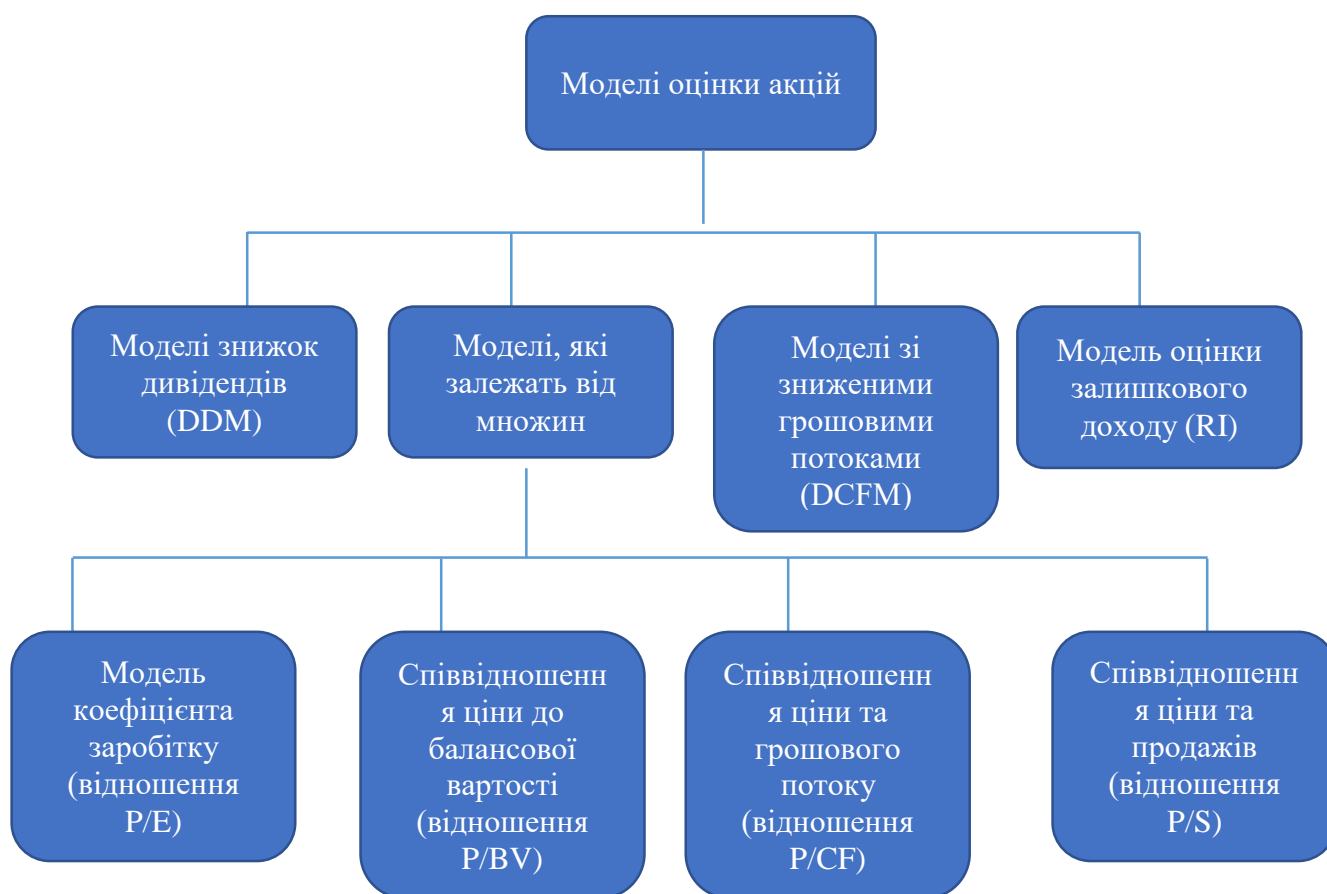 Моделі оцінки акцій
Моделі знижок
дивідендів
(DDM)
Моделі, які
залежать від
множин
Моделі зі
зниженими
грошовими
потоками
(DCFM)
Модель оцінки
залишкового
доходу (RI)
Модель
коефіцієнта
заробітку
(відношення
P/E)
Співвідношенн
я ціни до
балансової
вартості
(відношення
P/BV)
Співвідношенн
я ціни та
грошового
потоку
(відношення
P/CF)
Співвідношенн
я ціни та
продажів
(відношення
P/S)